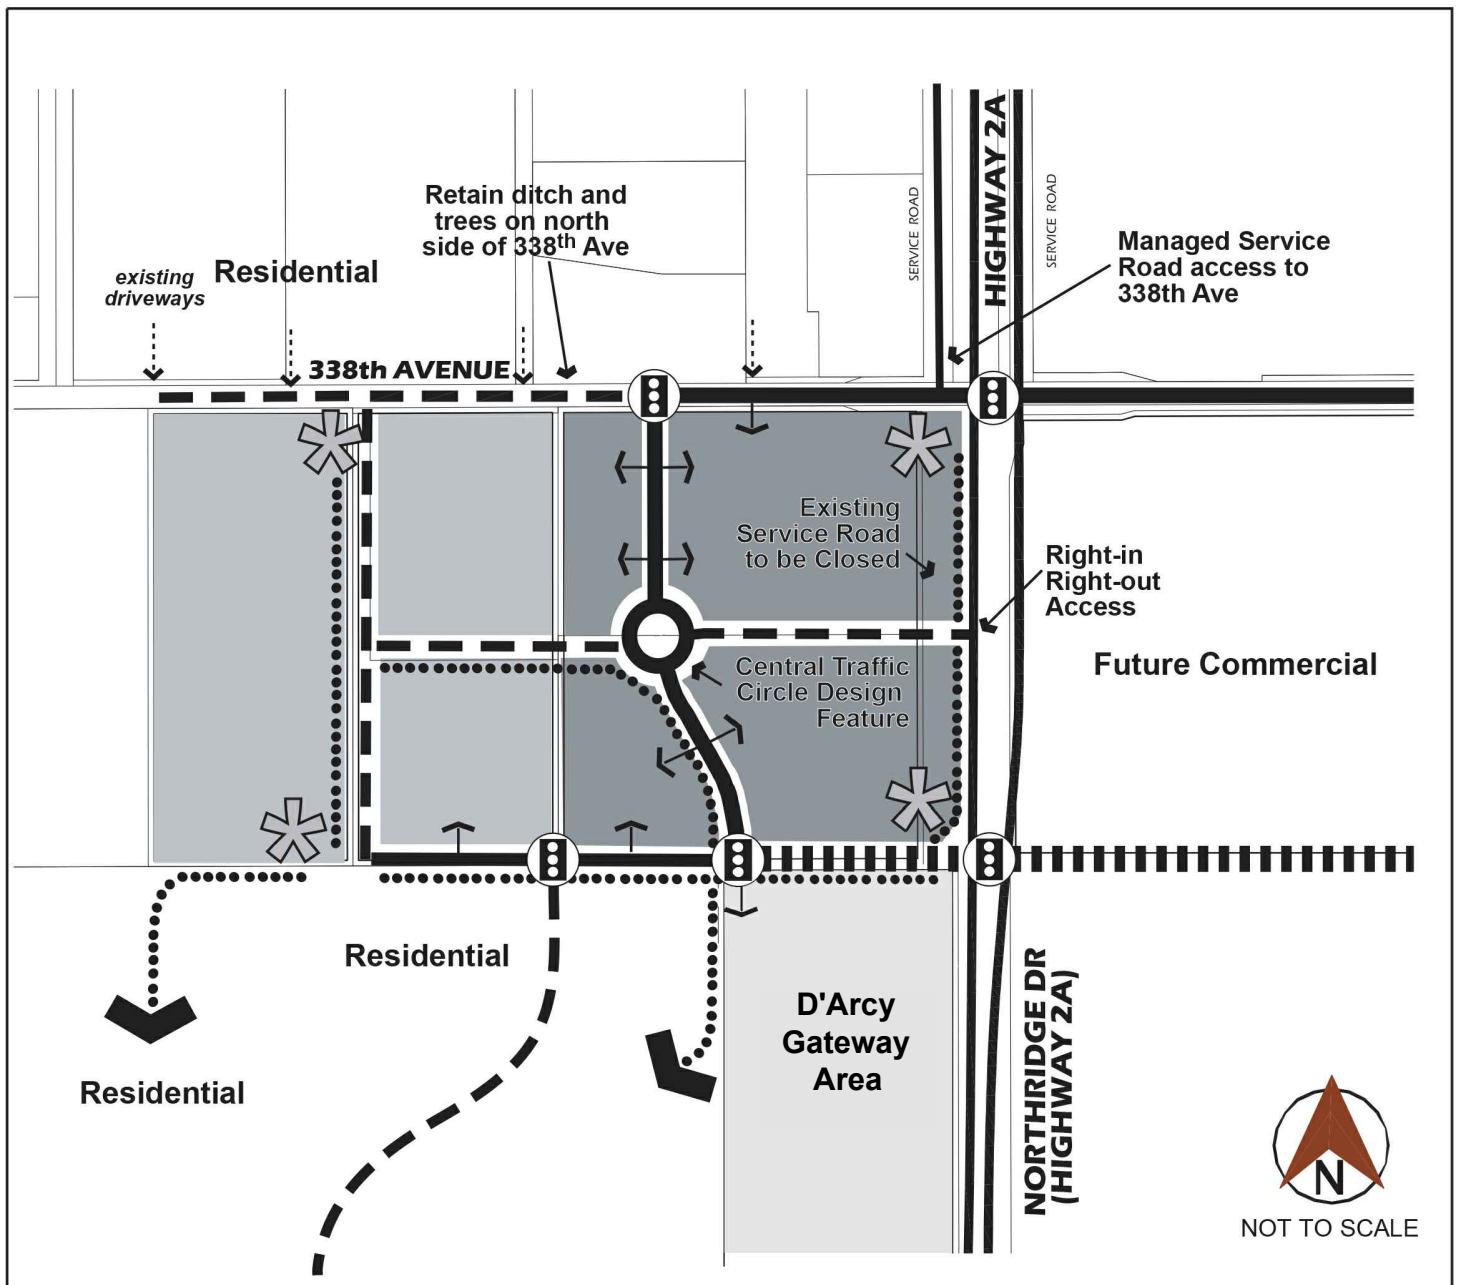 HIGHWAY 2A
SERVICE ROAD
SERVICE ROAD
Retain ditch and
trees on north
side of 338th Ave
Managed Service
Road access to
338th Ave
existing
driveways
Residential
338th AVENUE
Existing
Service Road
to be Closed
Right-in
Right-out
Access
Central Traffic
Circle Design
Feature
Future Commercial
Residential
D'Arcy
Gateway
Area
Residential
NORTHRIDGE DR
(HIGHWAY 2A)
N
NOT TO SCALE